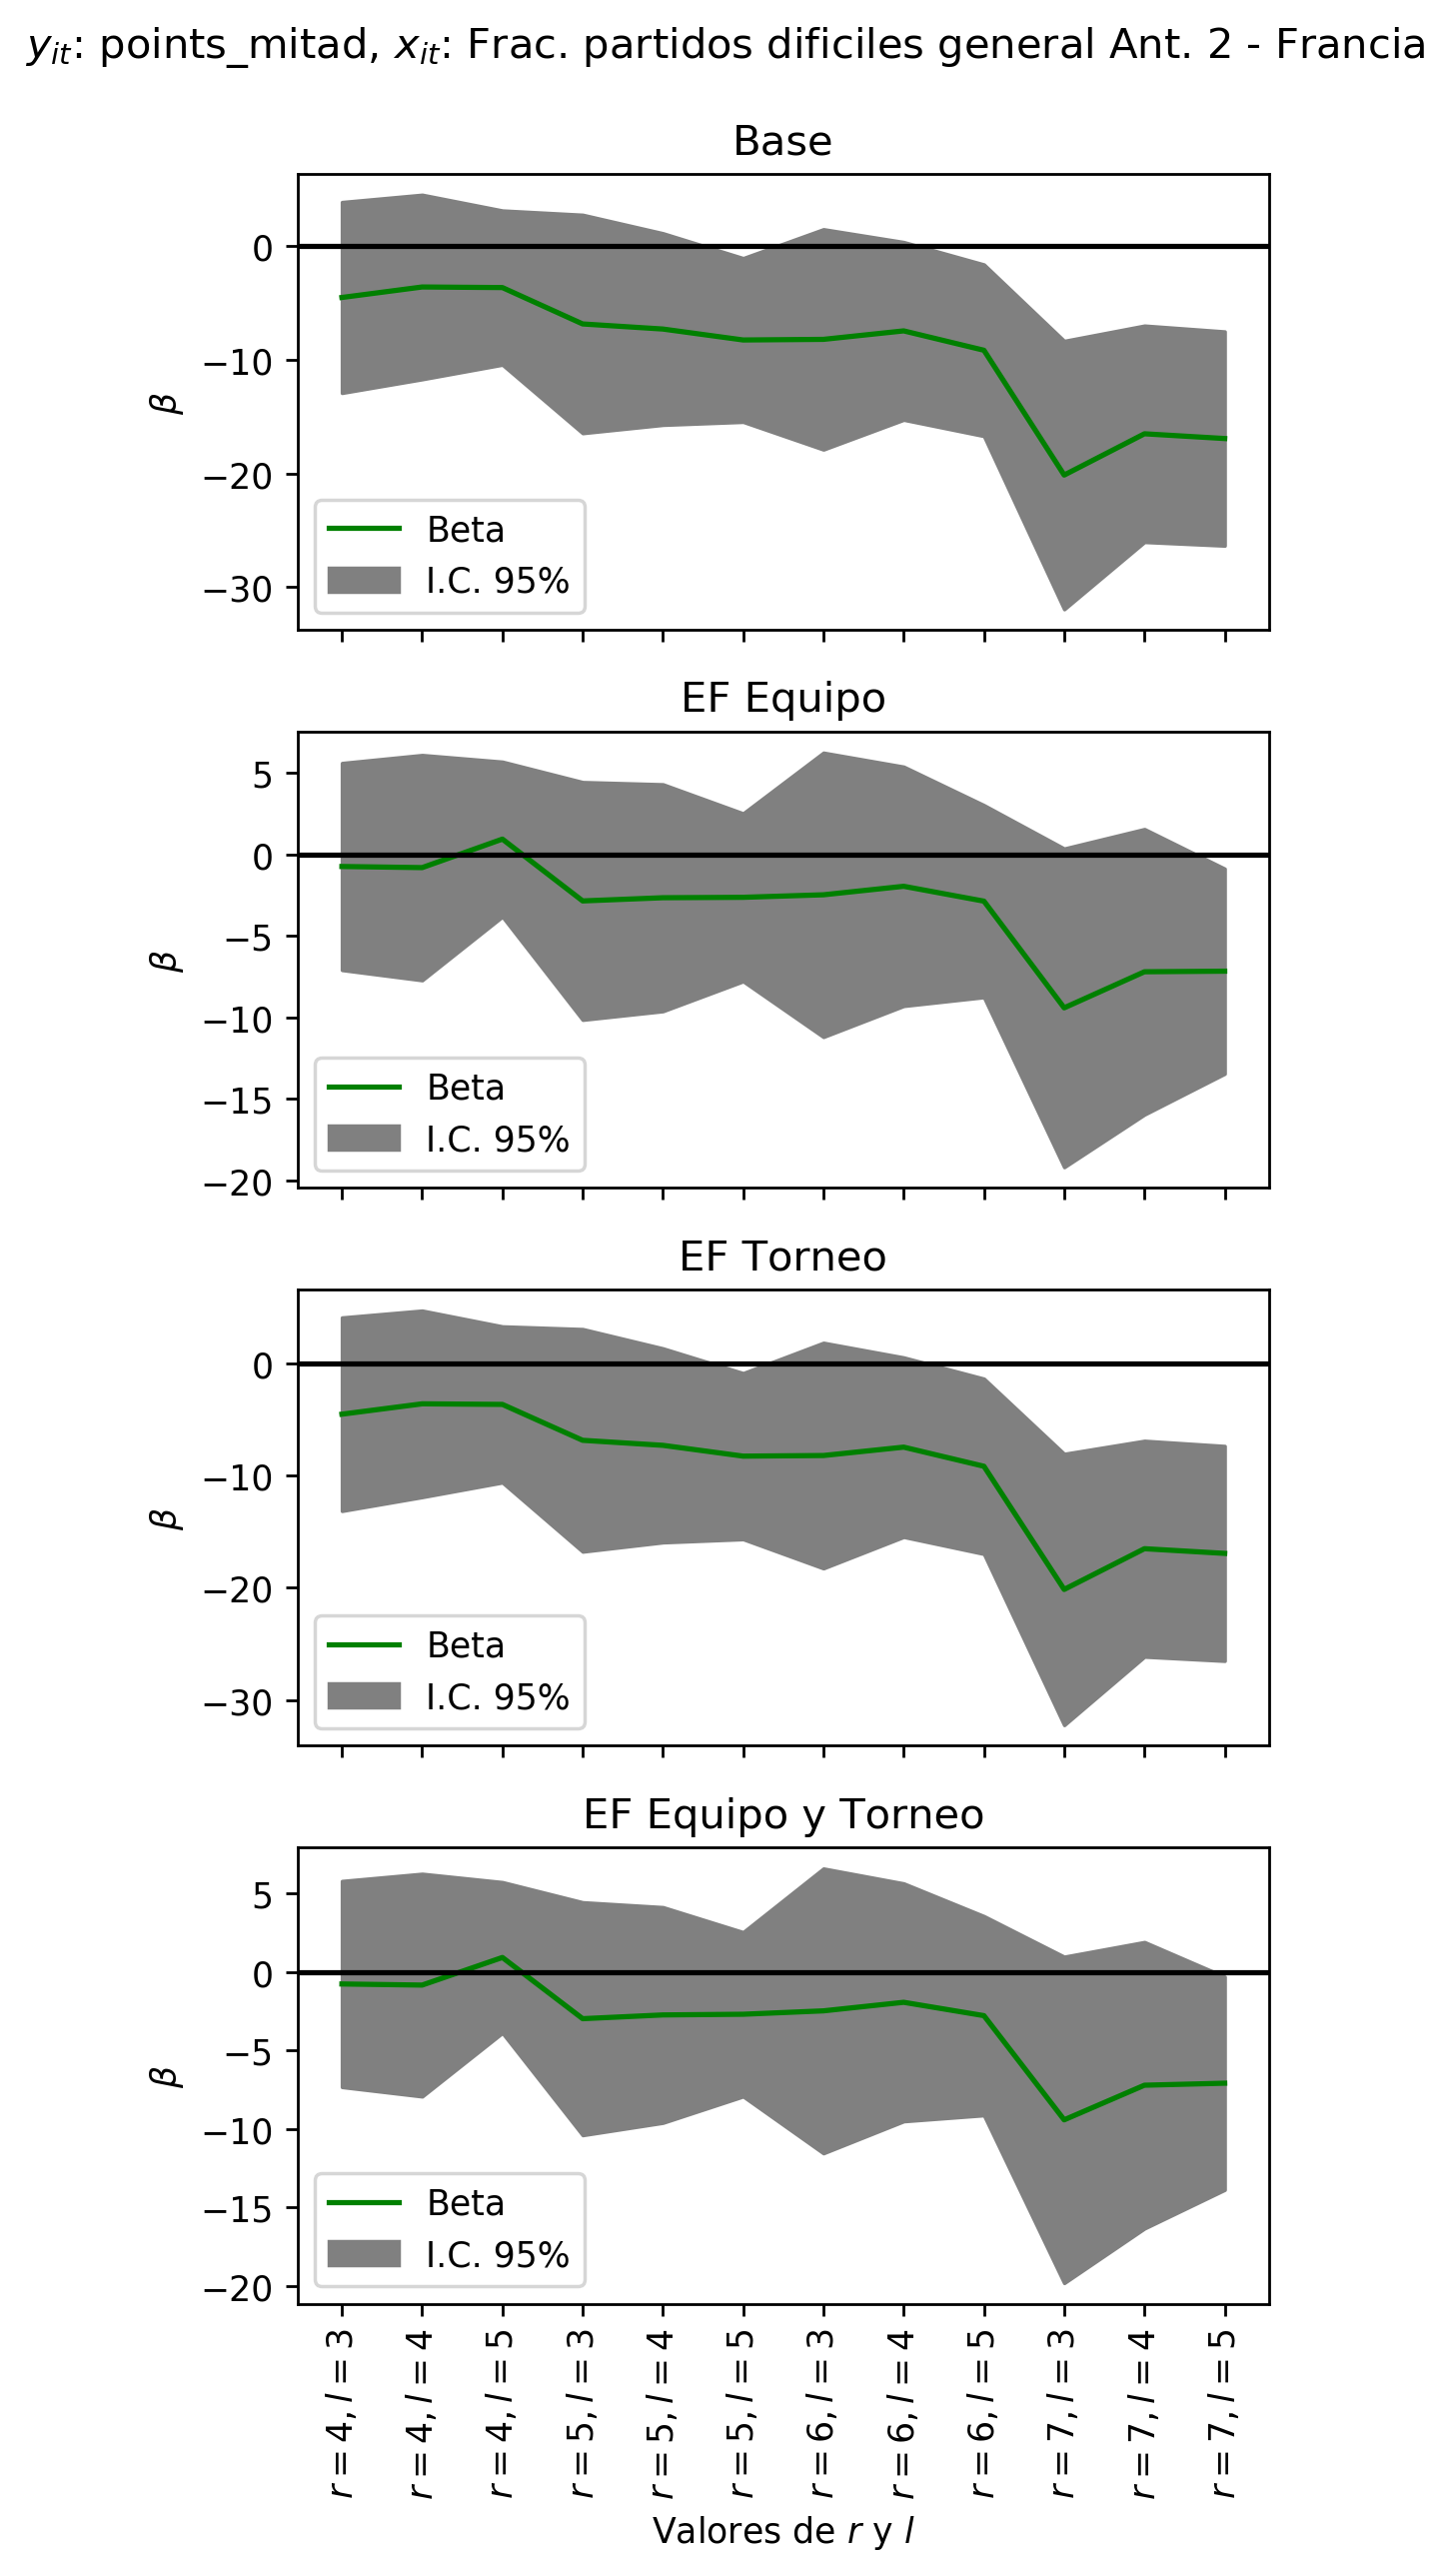 y_it: points_mitad, x_it: Frac. partidos dificiles general Ant. 2 - Francia
Base
0
−10
−20
−30
β
Beta
I.C. 95%
EF Equipo
5
0
−5
−10
−15
−20
β
Beta
I.C. 95%
EF Torneo
0
−10
−20
−30
β
Beta
I.C. 95%
EF Equipo y Torneo
5
0
−5
−10
−15
−20
β
Beta
I.C. 95%
r = 4, l = 3
r = 4, l = 4
r = 4, l = 5
r = 5, l = 3
r = 5, l = 4
r = 5, l = 5
r = 6, l = 3
r = 6, l = 4
r = 6, l = 5
r = 7, l = 3
r = 7, l = 4
r = 7, l = 5
Valores de r y l